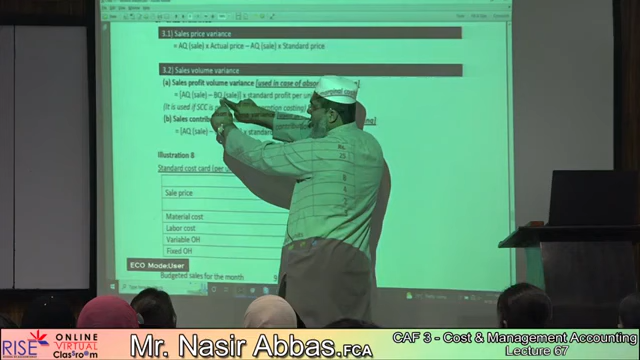 3.1) Sales price variance
= AQ (sale) x Actual price – AQ (sale) x Standard price
3.2) Sales volume variance
(a) Sales profit volume variance [used in case of
= [AQ (sale) – BQ (sale)] x standard profit per
(It is used if SCC is
(b) Sales
= [AQ (sale) –
Illustration 8
Standard cost card (per
Sale price
Material cost
Labor cost
Variable OH
Fixed OH
ECO Mode:User
Budgeted sales for the month
RISE
ONLINE
VIRTUAL
Classroom
Mr. Nasir Abbas.FCA
CAF 3 - Cost & Management Accounting
Lecture 67